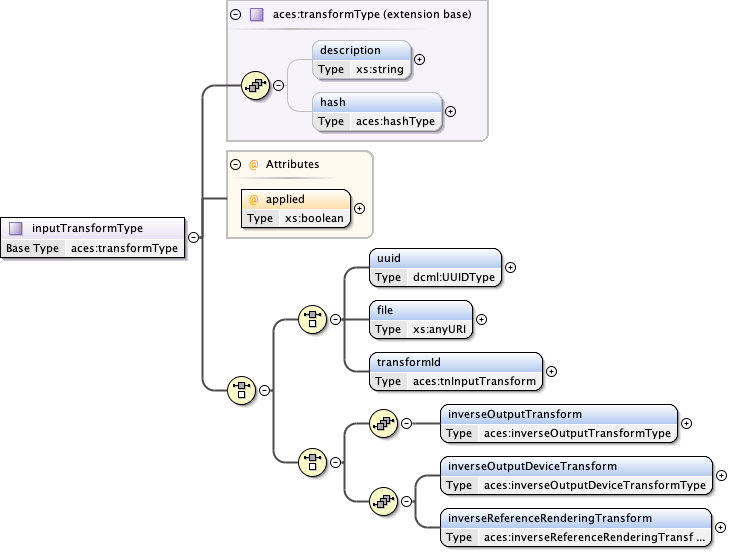 aces:transformType (extension base)
description
Type xs:string
hash
Type aces:hashType
@ Attributes
@ applied
Type xs:boolean
inputTransformType
Base Type aces:transformType
uuid
Type dcml:UUIDType
file
Type xs:anyURI
transformId
Type aces:tnInputTransform
inverseOutputTransform
Type aces:inverseOutputTransformType
inverseOutputDeviceTransform
Type aces:inverseOutputDeviceTransformType
inverseReferenceRenderingTransform
Type aces:inverseReferenceRenderingTransf ...